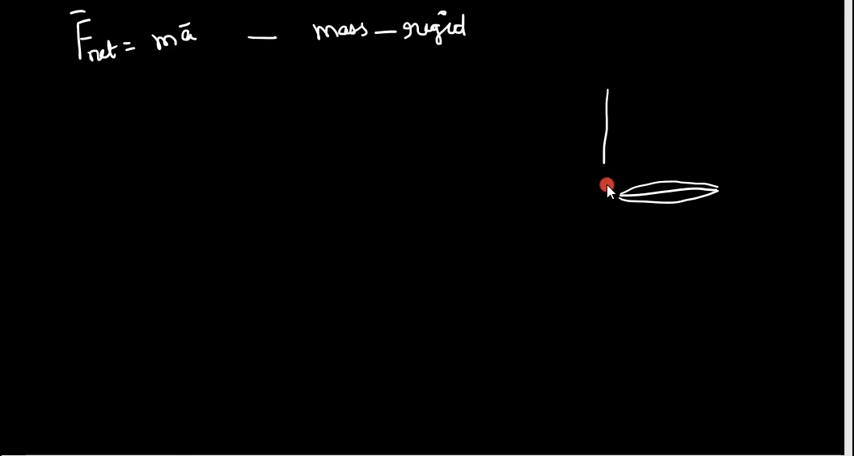 F̄net = mā — mass – rigid